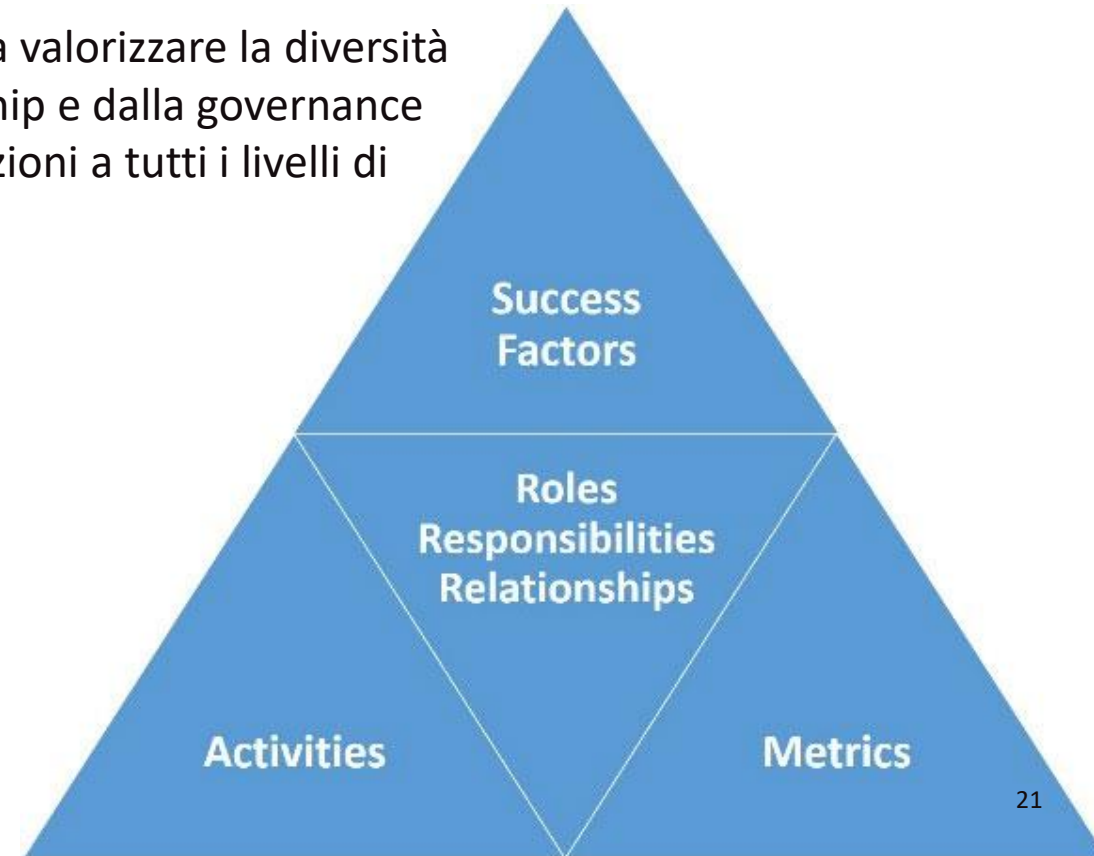 a valorizzare la diversità
hip e dalla governance
zioni a tutti i livelli di
Success
Factors
Roles
Responsibilities
Relationships
Activities
Metrics
21